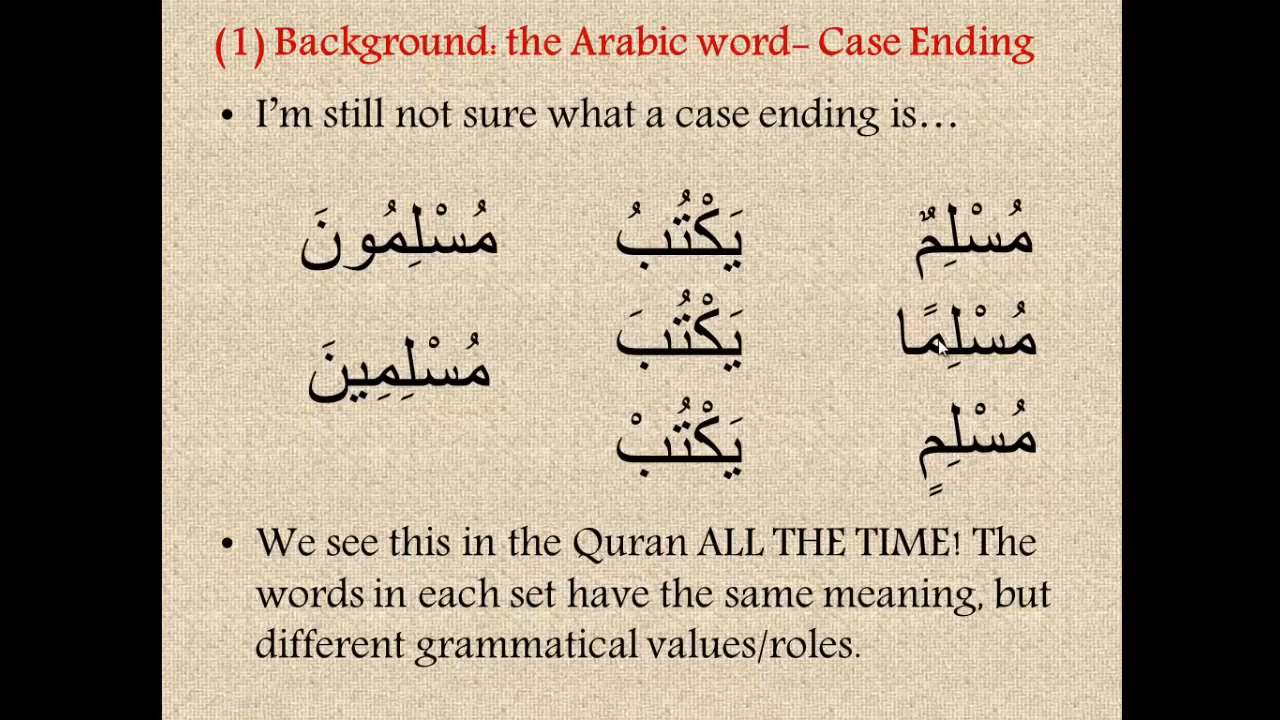 (1) Background: the Arabic word- Case Ending
• I'm still not sure what a case ending is…
مُسْلِمٌ يَكْتُبُ مُسْلِمُونَ
مُسْلِمًا يَكْتُبَ مُسْلِمِينَ
مُسْلِمٍ يَكْتُبْ
• We see this in the Quran ALL THE TIME! The
words in each set have the same meaning, but
different grammatical values/roles.